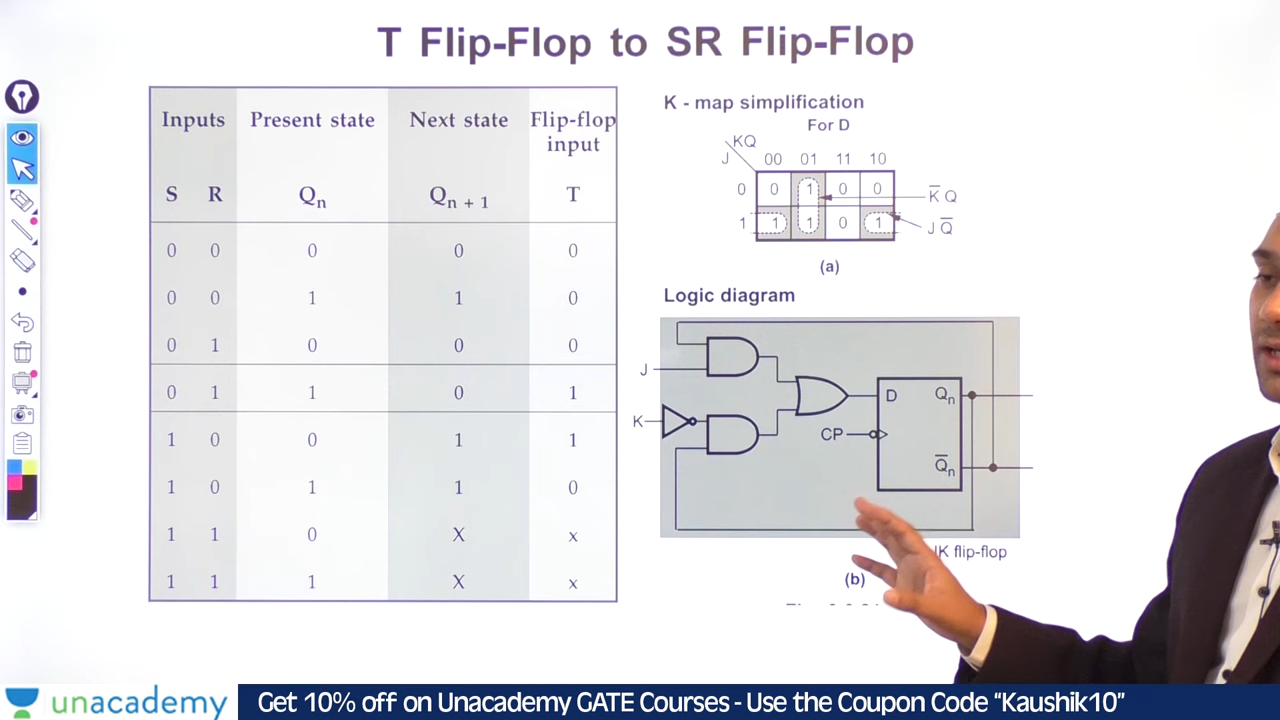 T Flip-Flop to SR Flip-Flop
Inputs Present state Next state Flip-flop input
S R Qn Qn + 1 T
0 0 0 0 0
0 0 1 1 0
0 1 0 0 0
0 1 1 0 1
1 0 0 1 1
1 0 1 1 0
1 1 0 X x
1 1 1 X x
K - map simplification
For D
KQ
J 00 01 11 10
0 0 1 0 0 K̅ Q
1 1 1 0 1 J Q̅
(a)
Logic diagram
J
K
D Qn
CP
Q̅n
JK flip-flop
(b)
unacademy
Get 10% off on Unacademy GATE Courses - Use the Coupon Code “Kaushik10”